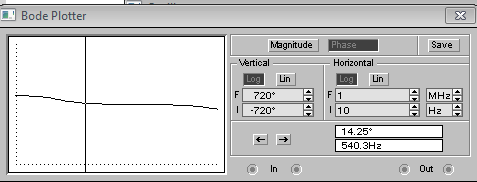 Bode Plotter
Magnitude Phase Save
Vertical Horizontal
Log Lin Log Lin
F 720° F 1 MHz
I -720° I 10 Hz
14.25°
540.3Hz
In Out